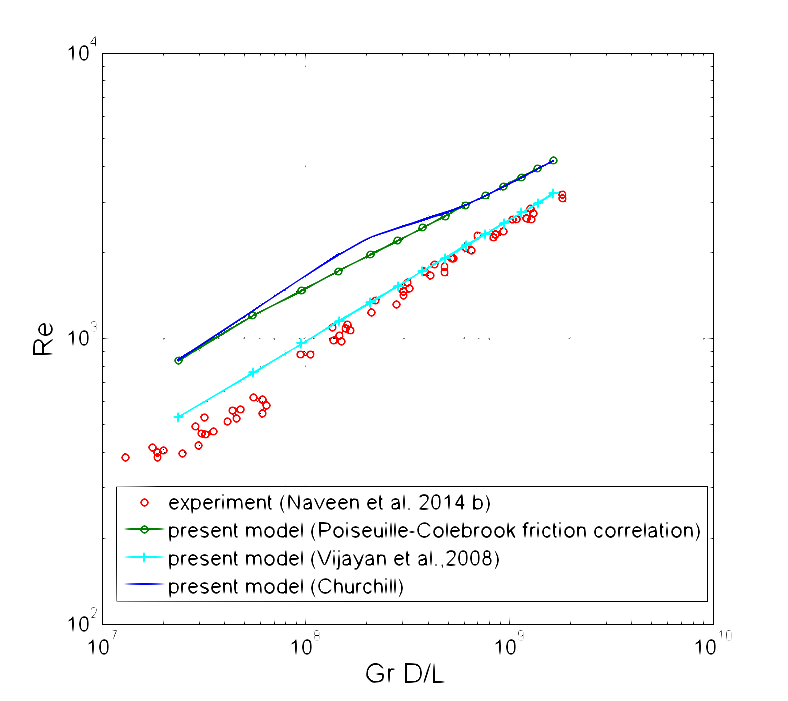 10^4
10^3
10^2
Re
experiment (Naveen et al. 2014 b)
present model (Poiseuille-Colebrook friction correlation)
present model (Vijayan et al.,2008)
present model (Churchill)
10^7 10^8 10^9 10^10
Gr D/L